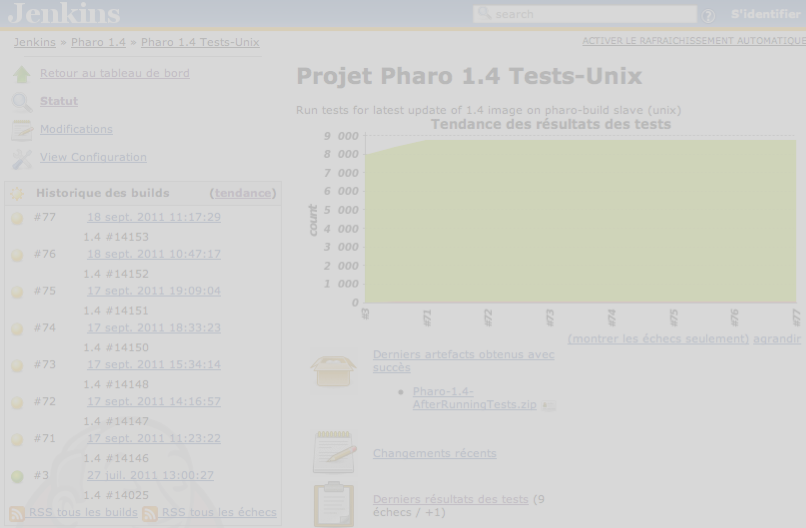 Jenkins
search
S'identifier
Jenkins » Pharo 1.4 » Pharo 1.4 Tests-Unix
ACTIVER LE RAFRAICHISSEMENT AUTOMATIQUE
Retour au tableau de bord
Statut
Modifications
View Configuration
Historique des builds (tendance)
#77 18 sept. 2011 11:17:29
1.4 #14153
#76 18 sept. 2011 10:47:17
1.4 #14152
#75 17 sept. 2011 19:09:04
1.4 #14151
#74 17 sept. 2011 18:33:23
1.4 #14150
#73 17 sept. 2011 15:34:14
1.4 #14148
#72 17 sept. 2011 14:16:57
1.4 #14147
#71 17 sept. 2011 11:23:22
1.4 #14146
#3 27 juil. 2011 13:00:27
1.4 #14025
RSS tous les builds RSS tous les échecs
Projet Pharo 1.4 Tests-Unix
Run tests for latest update of 1.4 image on pharo-build slave (unix)
Tendance des résultats des tests
9 000
8 000
7 000
6 000
5 000
4 000
3 000
2 000
1 000
0
count
#3 #71 #72 #73 #74 #75 #76 #77
(montrer les échecs seulement) agrandir
Derniers artefacts obtenus avec
succès
• Pharo-1.4-
AfterRunningTests.zip
Changements récents
Derniers résultats des tests (9
échecs / +1)